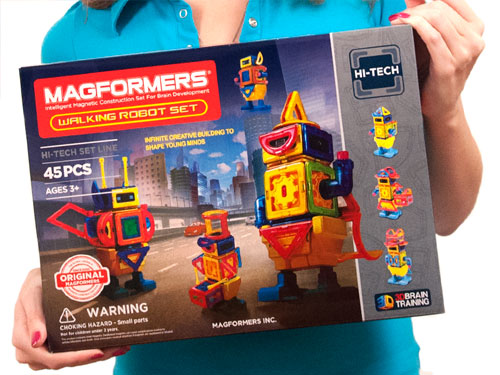 MAGFORMERS®
Intelligent Magnetic Construction Set For Brain Development
WALKING ROBOT SET
HI-TECH
INFINITE CREATIVE BUILDING TO
SHAPE YOUNG MINDS
HI-TECH SET LINE
45 PCS
AGES 3+
ORIGINAL
MAGFORMERS
WARNING
CHOKING HAZARD - Small parts
Not for children under 3 years.
MAGFORMERS INC.
3D BRAIN
TRAINING